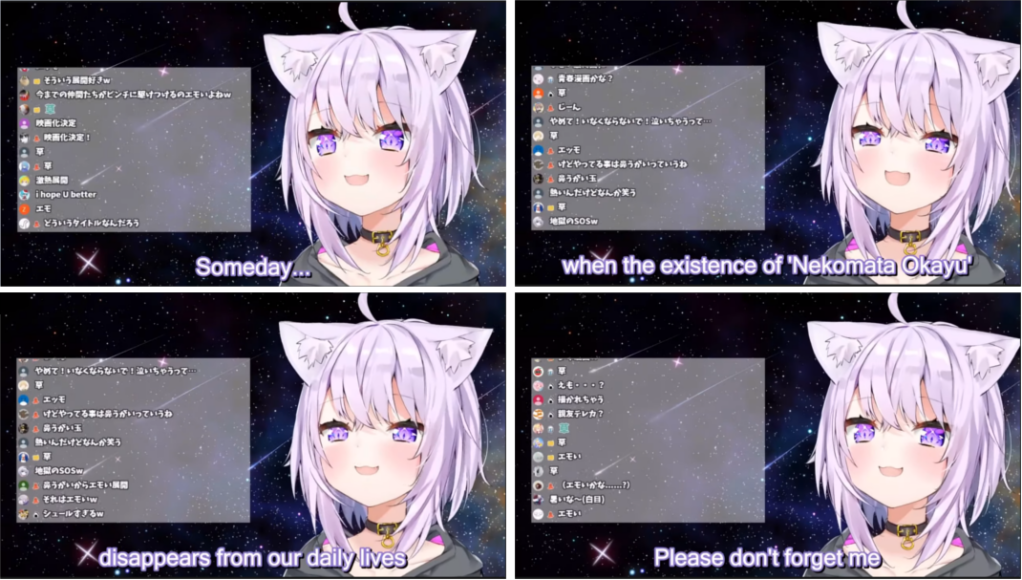 そういう展開好きw
今までの仲間たちがピンチに駆けつけるのエモいよねw
草
映画化決定
映画化決定！
草
草
激熱展開
i hope U better
エモ
どういうタイトルなんだろう
Someday...
青春漫画かな？
草
じーん
やめて！いなくならないで！泣いちゃうって…
草
エッモ
けどやってる事は鼻うがいっていうね
鼻うがい玉
熱いんだけどなんか笑う
草
地獄のSOSw
when the existence of 'Nekomata Okayu'
やめて！いなくならないで！泣いちゃうって…
草
エッモ
けどやってる事は鼻うがいっていうね
鼻うがい玉
熱いんだけどなんか笑う
草
地獄のSOSw
鼻うがいからエモい展開
それはエモいw
シュールすぎるw
disappears from our daily lives
草
えも・・・？
描かれちゃう
親友テレカ？
草
草
エモい
草
（エモいかな……？）
暑いな～(白目)
エモい
Please don't forget me